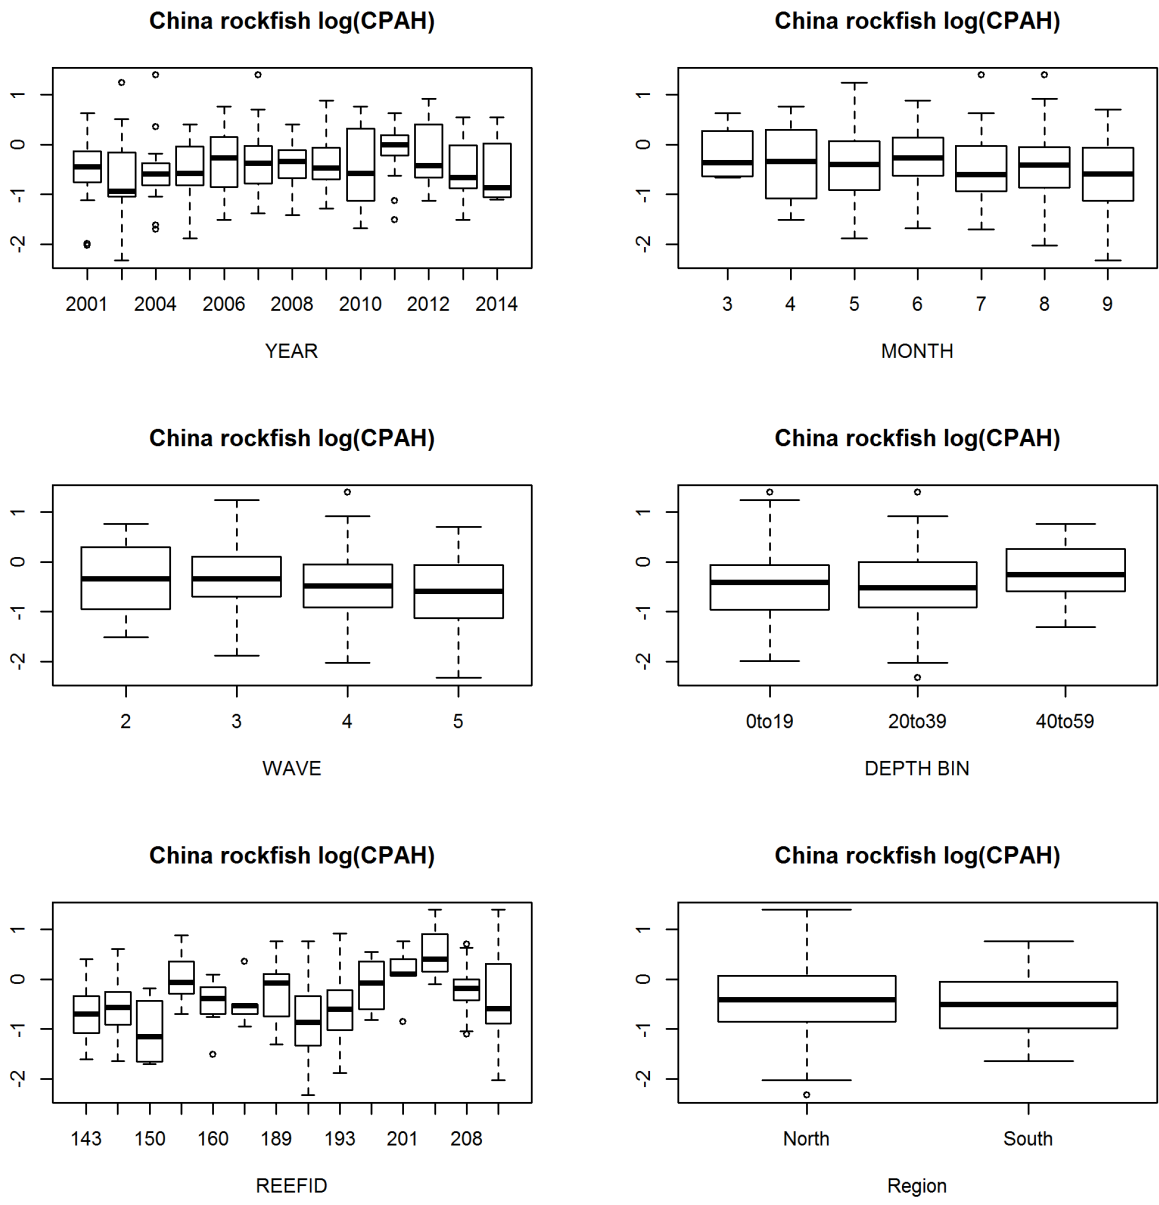 China rockfish log(CPAH)
1
0
-1
-2
2001 2004 2006 2008 2010 2012 2014
YEAR
China rockfish log(CPAH)
1
0
-1
-2
3 4 5 6 7 8 9
MONTH
China rockfish log(CPAH)
1
0
-1
-2
2 3 4 5
WAVE
China rockfish log(CPAH)
1
0
-1
-2
0to19 20to39 40to59
DEPTH BIN
China rockfish log(CPAH)
1
0
-1
-2
143 150 160 189 193 201 208
REEFID
China rockfish log(CPAH)
1
0
-1
-2
North South
Region